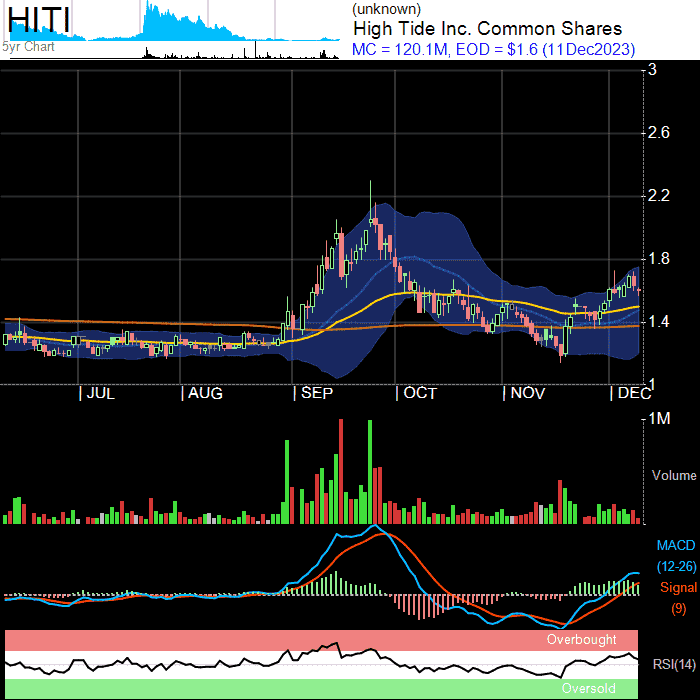 HITI
5yr Chart
(unknown)
High Tide Inc. Common Shares
MC = 120.1M, EOD = $1.6 (11Dec2023)
3
2.6
2.2
1.8
1.4
1
JUL AUG SEP OCT NOV DEC
1M
Volume
MACD
(12-26)
Signal
(9)
Overbought
RSI(14)
Oversold